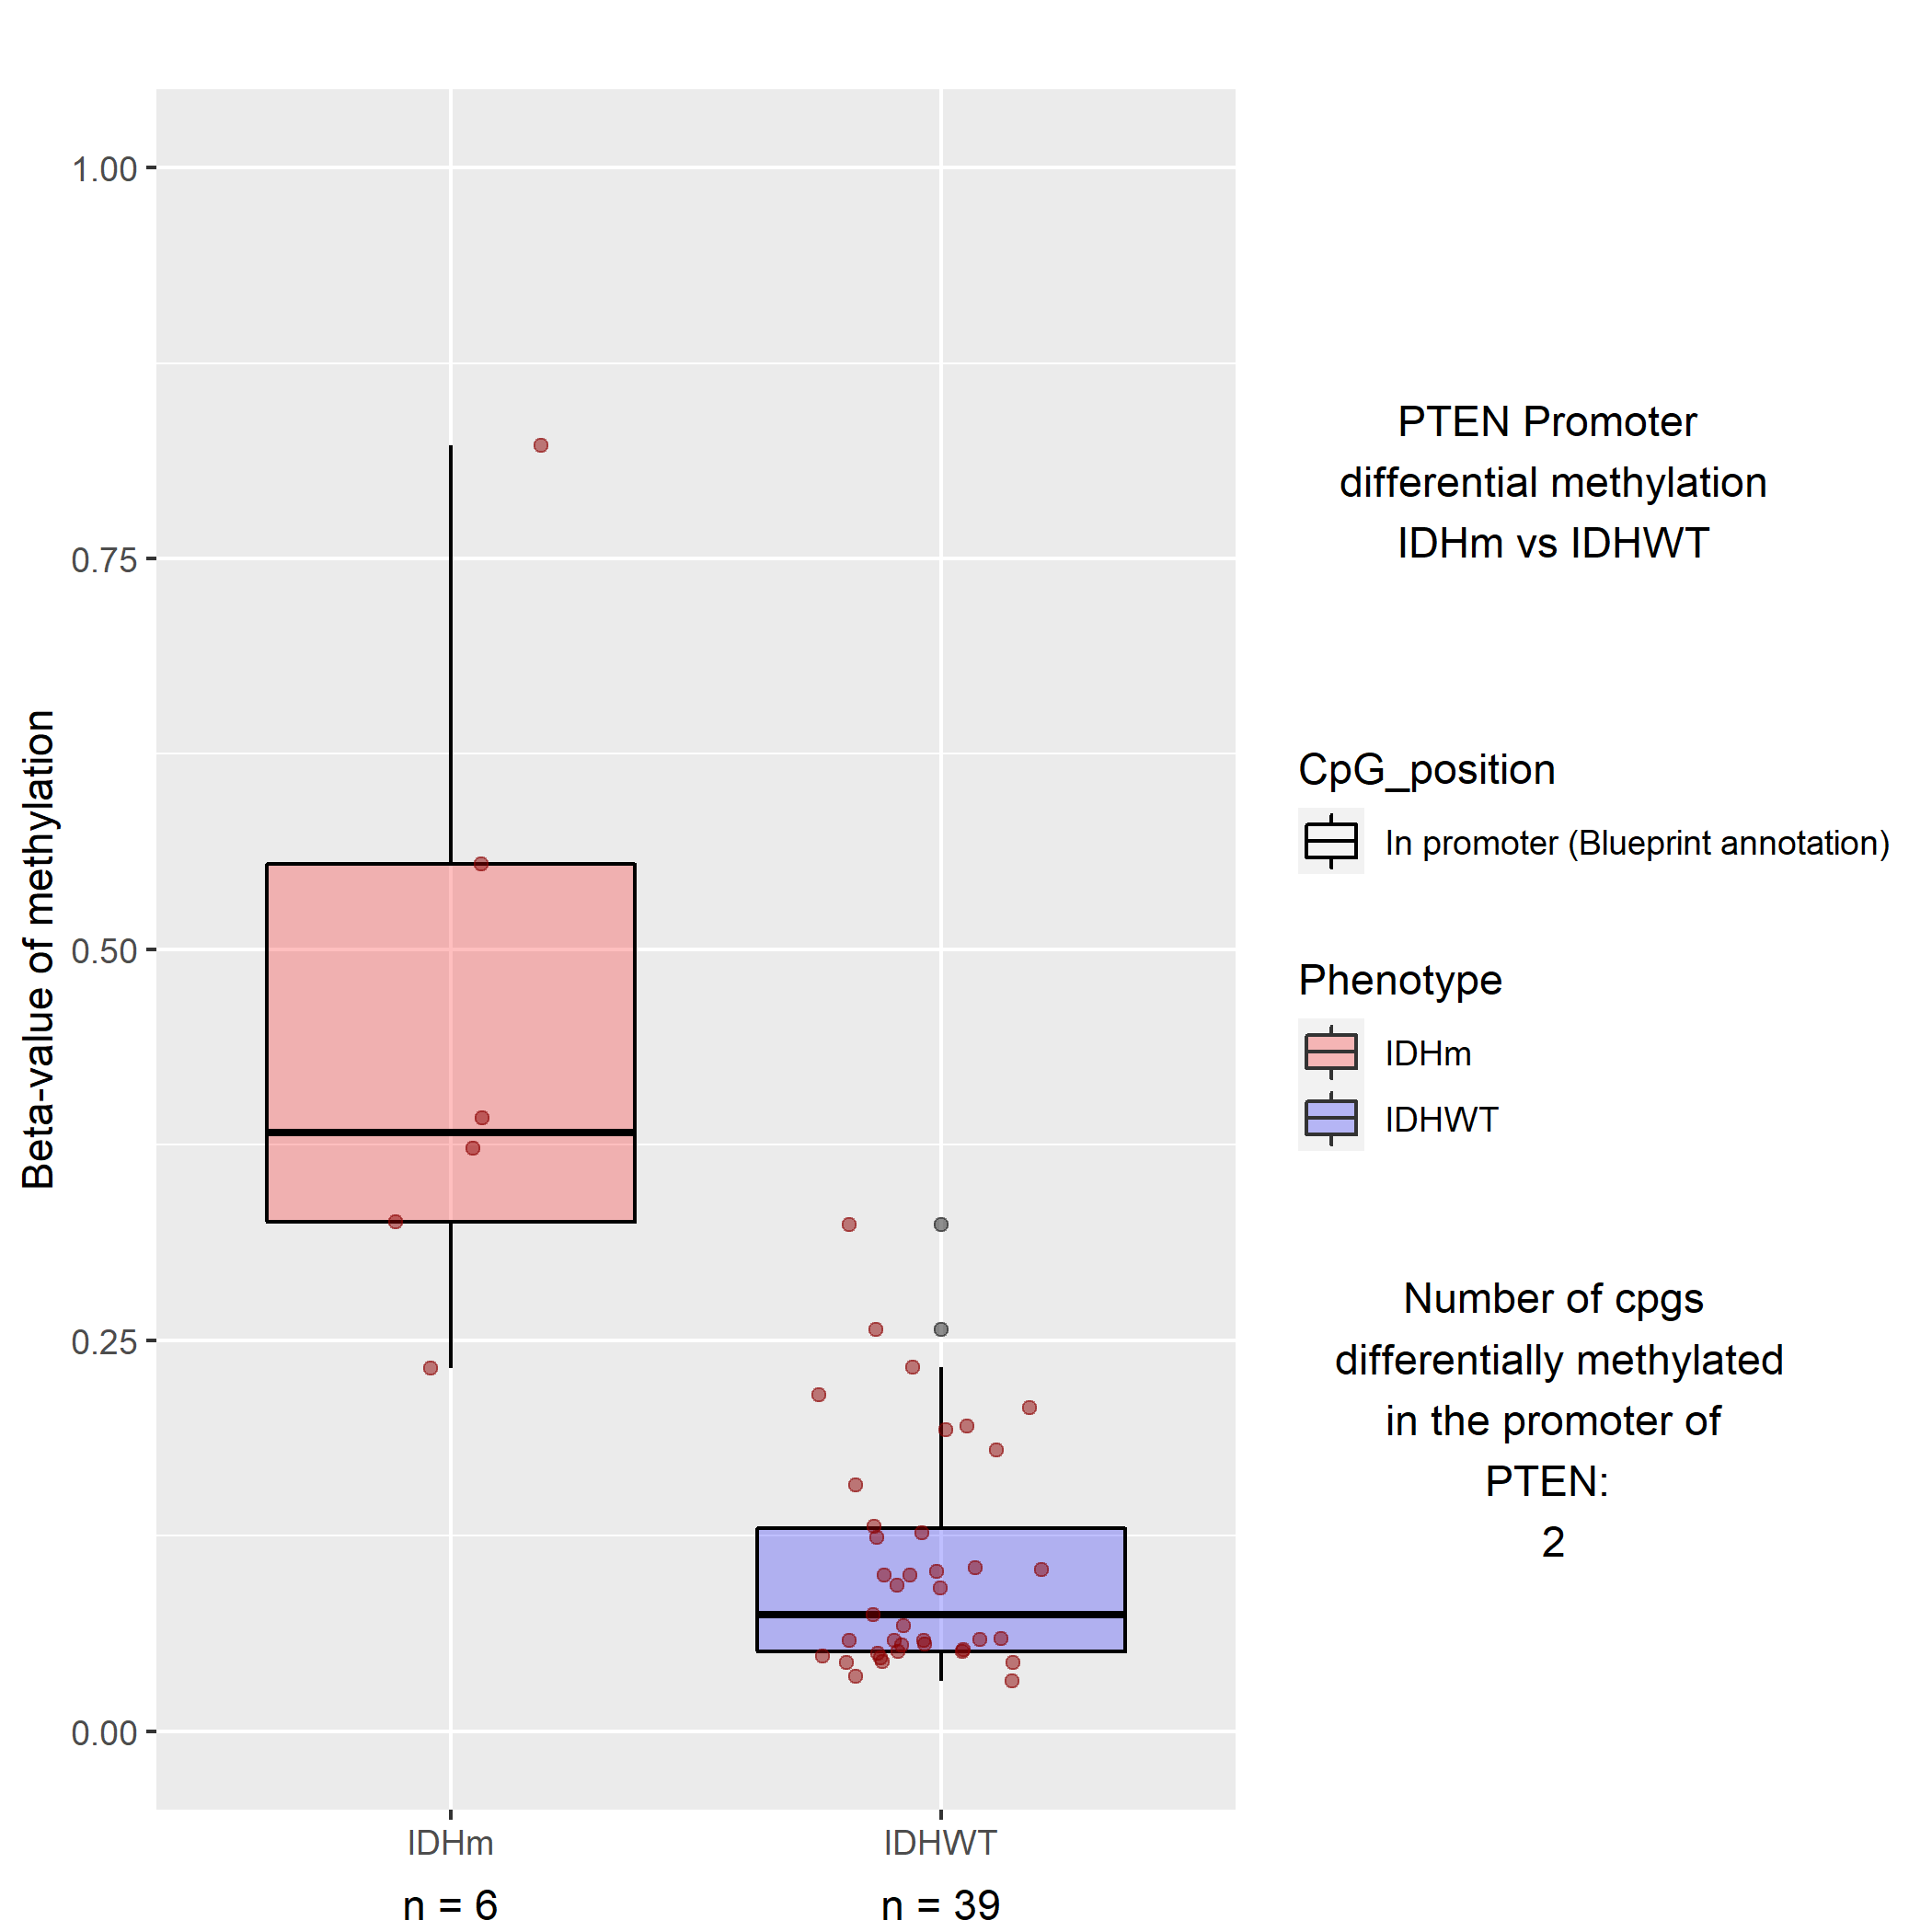 1.00
0.75
0.50
0.25
0.00
Beta-value of methylation
IDHm
IDHWT
n = 6
n = 39
PTEN Promoter
differential methylation
IDHm vs IDHWT
CpG_position
In promoter (Blueprint annotation)
Phenotype
IDHm
IDHWT
Number of cpgs
differentially methylated
in the promoter of
PTEN:
2